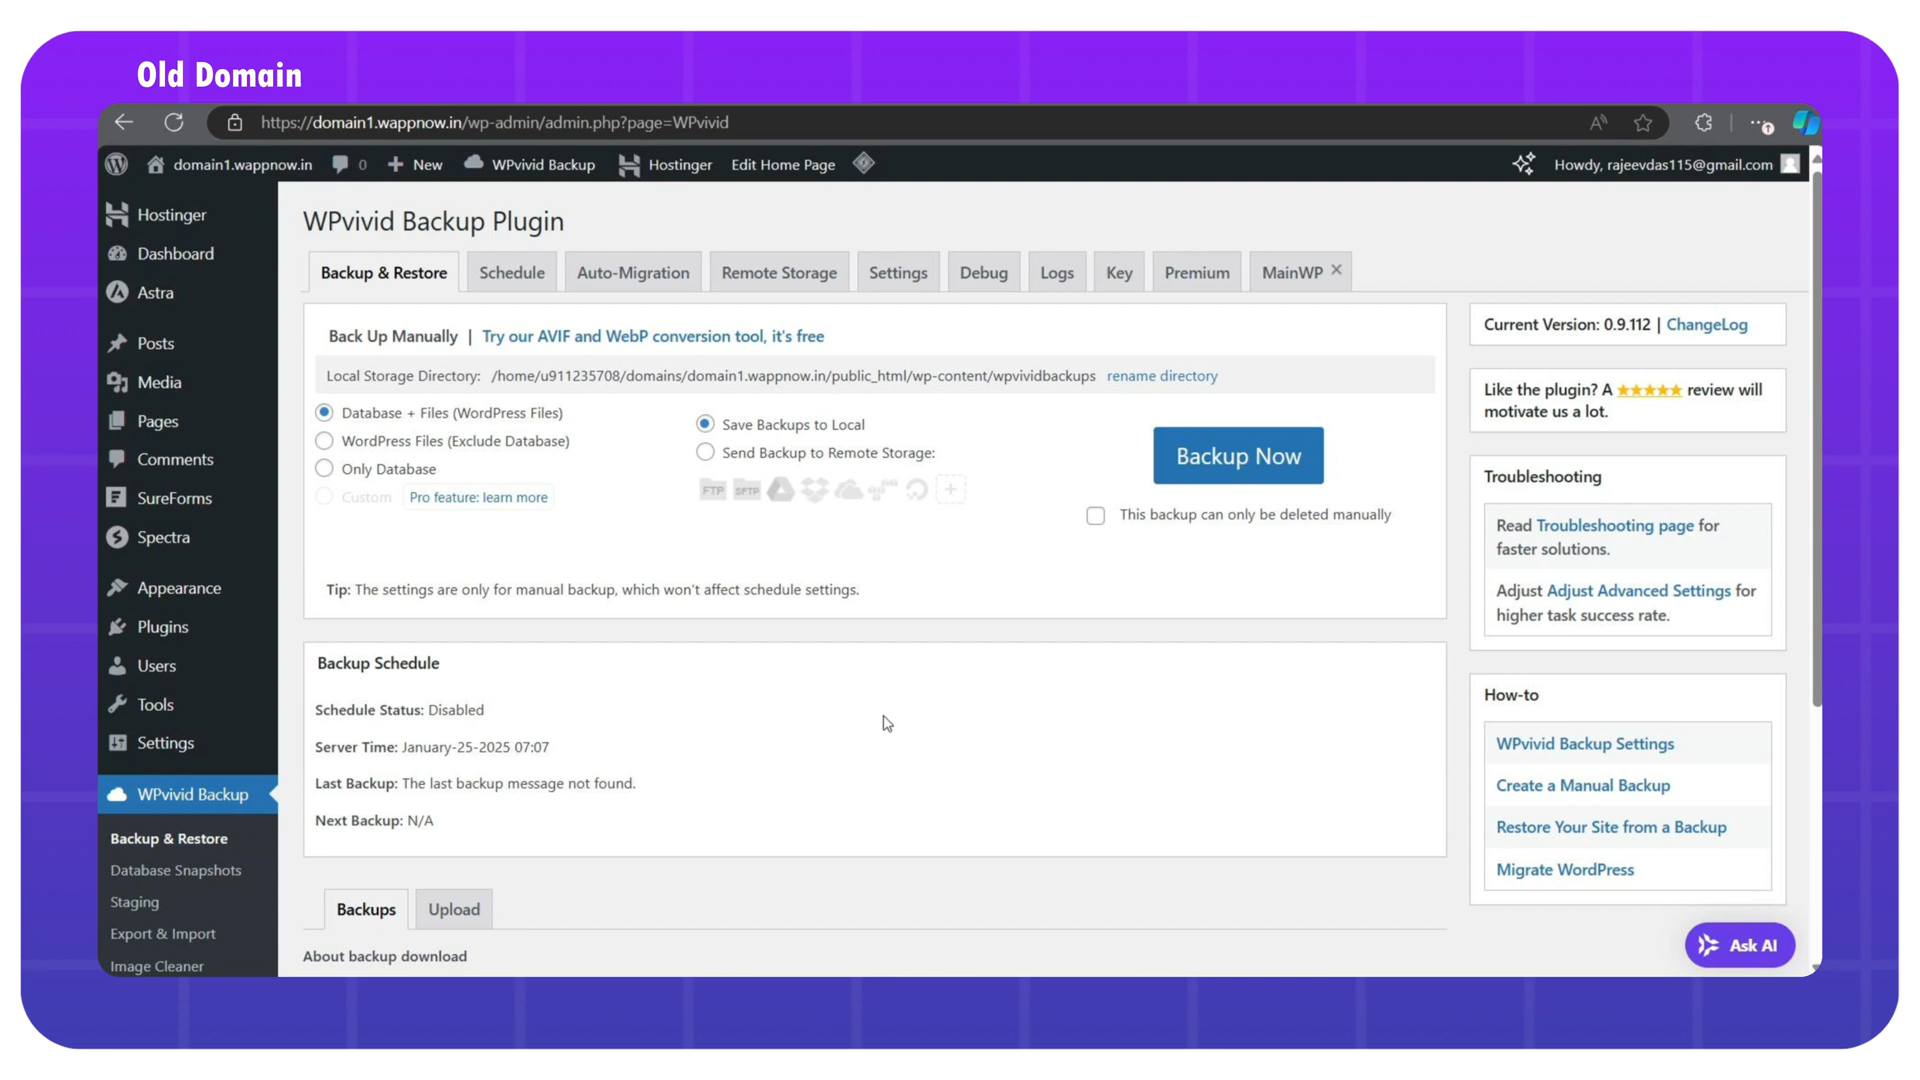 Old Domain
https://domain1.wappnow.in/wp-admin/admin.php?page=WPvivid
domain1.wappnow.in 0 New WPvivid Backup Hostinger Edit Home Page Howdy, rajeevdas115@gmail.com
Hostinger
Dashboard
Astra
Posts
Media
Pages
Comments
SureForms
Spectra
Appearance
Plugins
Users
Tools
Settings
WPvivid Backup
Backup & Restore
Database Snapshots
Staging
Export & Import
Image Cleaner
WPvivid Backup Plugin
Backup & Restore Schedule Auto-Migration Remote Storage Settings Debug Logs Key Premium MainWP
Back Up Manually | Try our AVIF and WebP conversion tool, it's free
Local Storage Directory: /home/u911235708/domains/domain1.wappnow.in/public_html/wp-content/wpvividbackups rename directory
Database + Files (WordPress Files)
WordPress Files (Exclude Database)
Only Database
Custom Pro feature: learn more
Save Backups to Local
Send Backup to Remote Storage:
FTP SFTP
Backup Now
This backup can only be deleted manually
Tip: The settings are only for manual backup, which won't affect schedule settings.
Backup Schedule
Schedule Status: Disabled
Server Time: January-25-2025 07:07
Last Backup: The last backup message not found.
Next Backup: N/A
Backups Upload
About backup download
Current Version: 0.9.112 | ChangeLog
Like the plugin? A ★★★★★ review will
motivate us a lot.
Troubleshooting
Read Troubleshooting page for
faster solutions.
Adjust Adjust Advanced Settings for
higher task success rate.
How-to
WPvivid Backup Settings
Create a Manual Backup
Restore Your Site from a Backup
Migrate WordPress
Ask AI